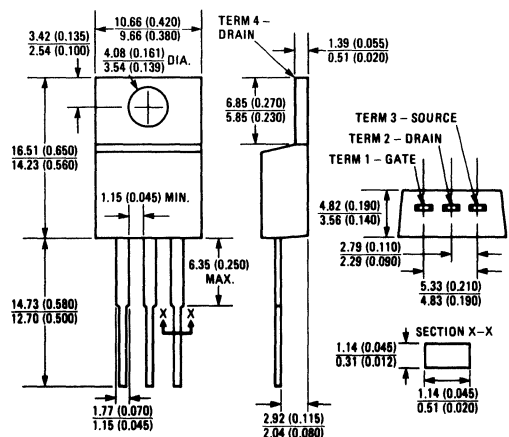 10.66 (0.420)
9.66 (0.380)
3.42 (0.135)
2.54 (0.100)
4.08 (0.161)
3.54 (0.139) DIA.
TERM 4 –
DRAIN
1.39 (0.055)
0.51 (0.020)
6.85 (0.270)
5.85 (0.230)
TERM 3 – SOURCE
TERM 2 – DRAIN
TERM 1 – GATE
16.51 (0.650)
14.23 (0.560)
1.15 (0.045) MIN.
4.82 (0.190)
3.56 (0.140)
2.79 (0.110)
2.29 (0.090)
6.35 (0.250)
MAX.
5.33 (0.210)
4.83 (0.190)
14.73 (0.580)
12.70 (0.500)
X X
SECTION X–X
1.14 (0.045)
0.31 (0.012)
1.14 (0.045)
0.51 (0.020)
1.77 (0.070)
1.15 (0.045)
2.92 (0.115)
2.04 (0.080)